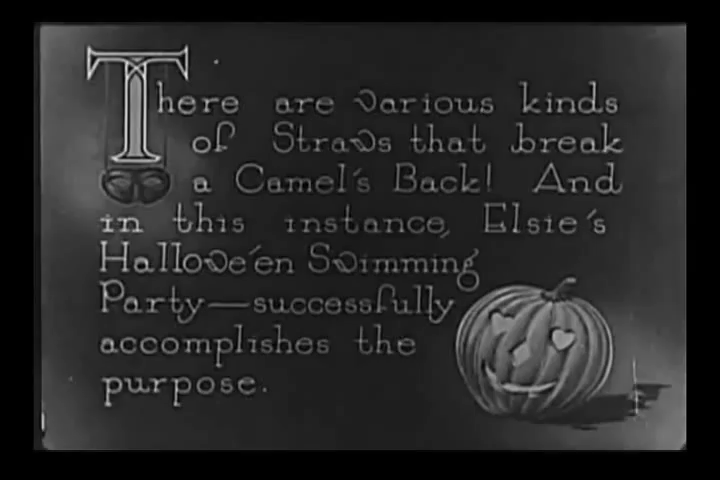 There are various kinds
of Straws that break
a Camel's Back! And
in this instance, Elsie's
Hallowe'en Swimming
Party—successfully
accomplishes the
purpose.